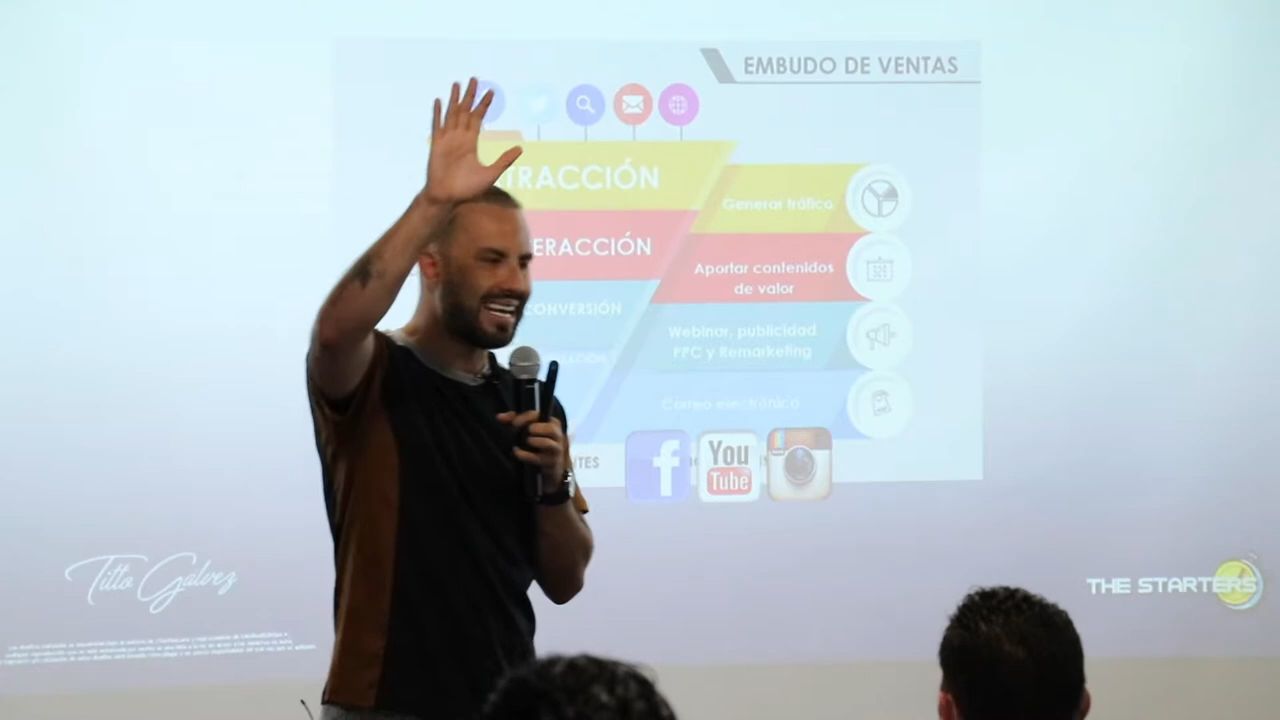 EMBUDO DE VENTAS
TRACCIÓN
Generar tráfico
ERACCIÓN
Aportar contenidos
de valor
CONVERSIÓN
Webinar, publicidad
PPC y Remarketing
Correo electrónico
NTES
f
You
Tube
Titto Galvez
THE STARTERS